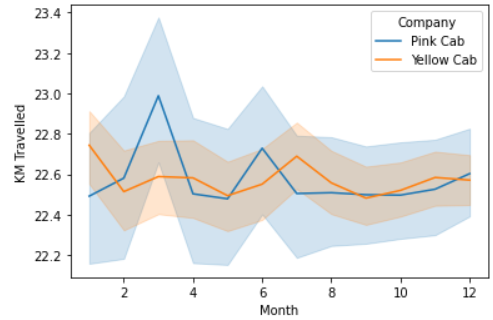 Company
Pink Cab
Yellow Cab
KM Travelled
23.4
23.2
23.0
22.8
22.6
22.4
22.2
2 4 6 8 10 12
Month